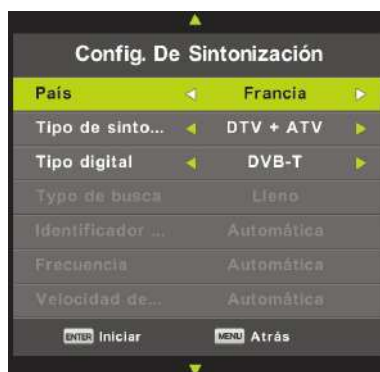 Config. De Sintonización
País Francia
Tipo de sinto... DTV + ATV
Tipo digital DVB-T
Typo de busca Lleno
Identificador ... Automática
Frecuencia Automática
Velocidad de... Automática
ENTER Iniciar MENU Atrás